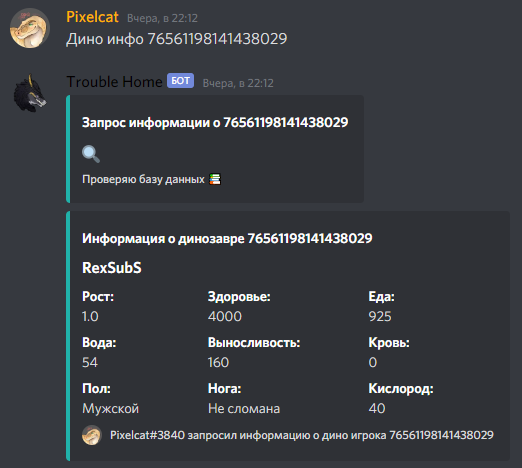 Pixelcat Вчера, в 22:12
Дино инфо 76561198141438029
Trouble Home БОТ Вчера, в 22:12
Запрос информации о 76561198141438029
Проверяю базу данных
Информация о динозавре 76561198141438029
RexSubS
Рост: Здоровье: Еда:
1.0 4000 925
Вода: Выносливость: Кровь:
54 160 0
Пол: Нога: Кислород:
Мужской Не сломана 40
Pixelcat#3840 запросил информацию о дино игрока 76561198141438029